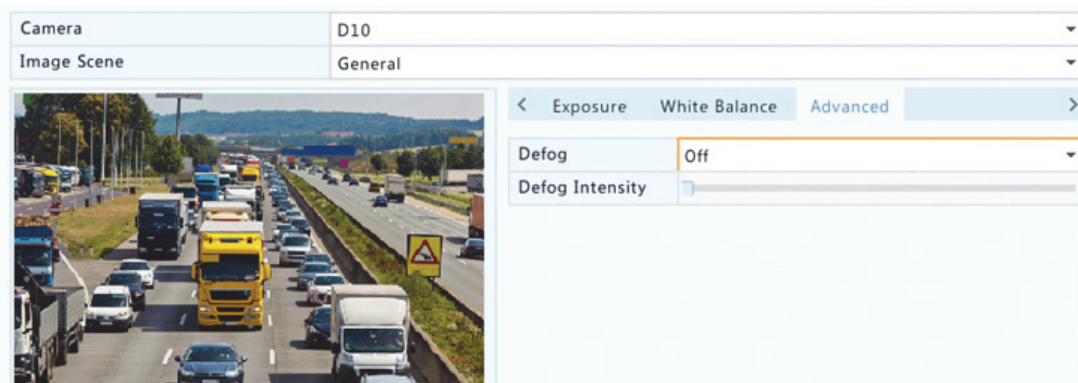 Camera D10
Image Scene General
Exposure White Balance Advanced
Defog Off
Defog Intensity